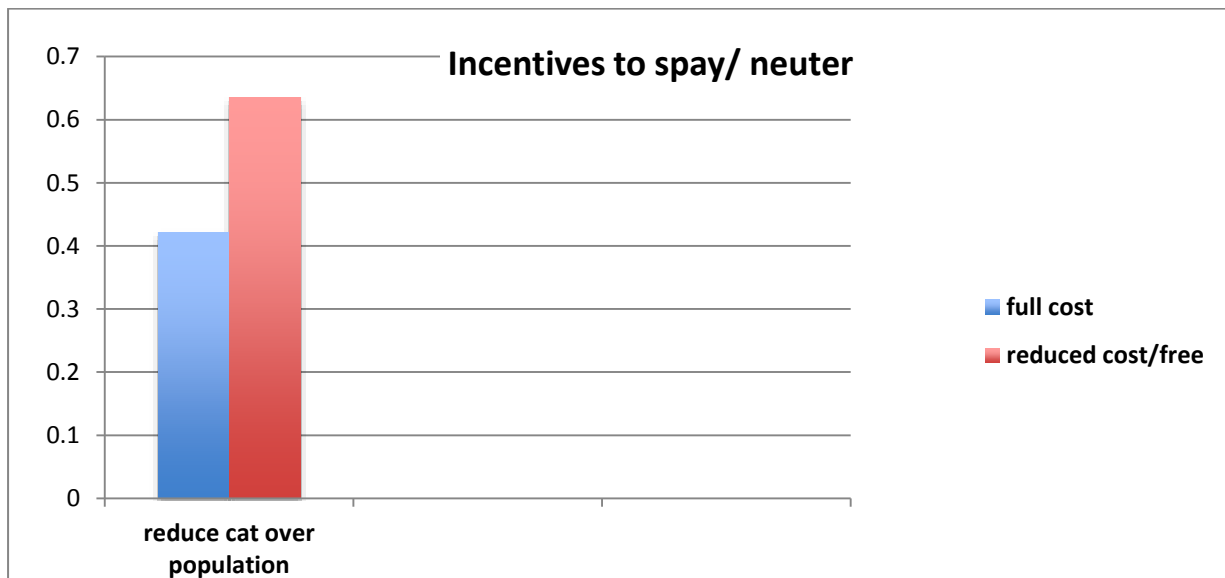 Incentives to spay/ neuter
0.7
0.6
0.5
0.4
0.3
0.2
0.1
0
reduce cat over
population
full cost
reduced cost/free